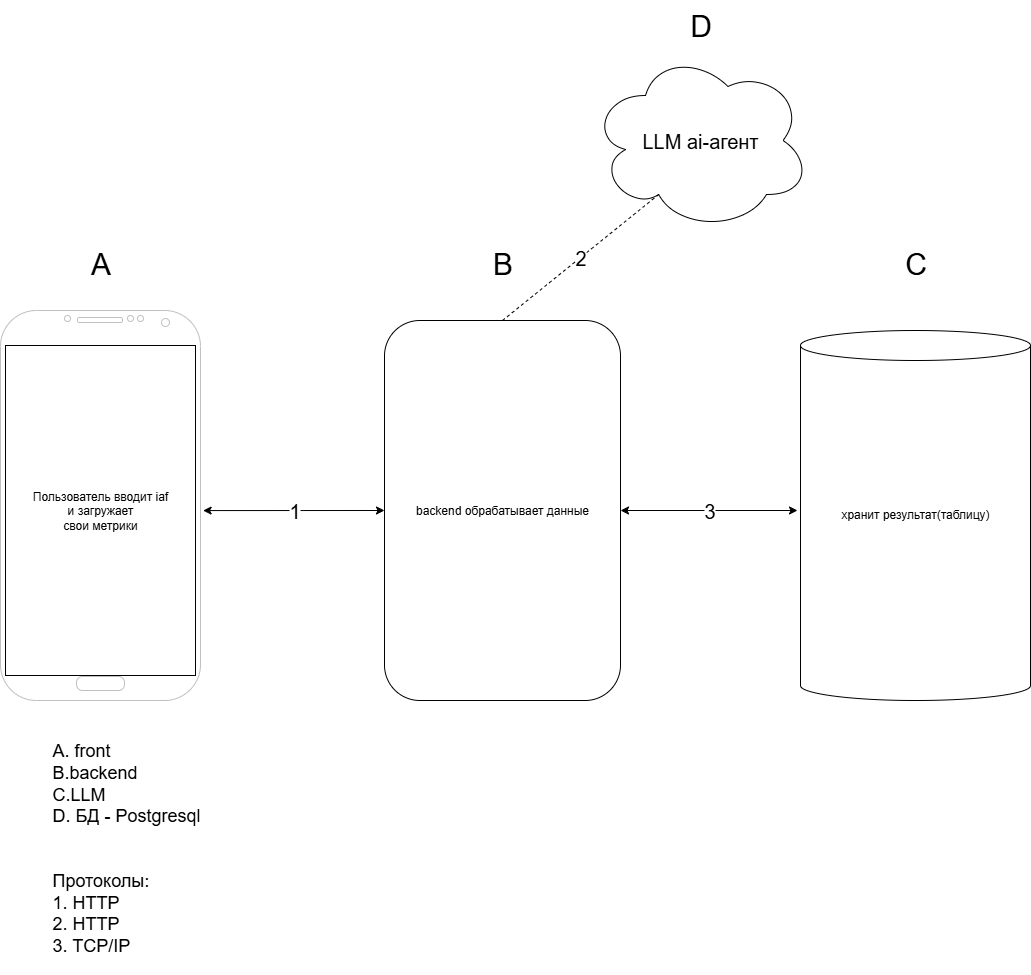 D
LLM ai-агент
2
A
B
C
Пользователь вводит iaf
и загружает
свои метрики
1
backend обрабатывает данные
3
хранит результат(таблицу)
A. front
B.backend
C.LLM
D. БД - Postgresql
Протоколы:
1. HTTP
2. HTTP
3. TCP/IP